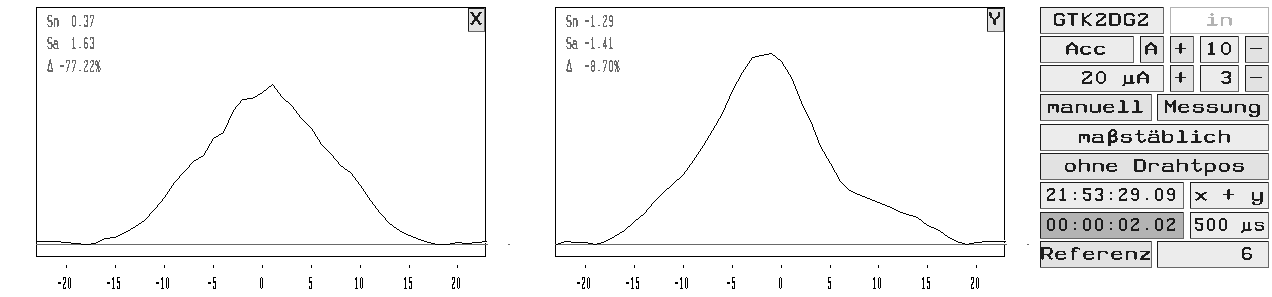 Sn 0.37
Sa 1.63
Δ -77.22%
X
-20 -15 -10 -5 0 5 10 15 20
Sn -1.29
Sa -1.41
Δ -8.70%
Y
-20 -15 -10 -5 0 5 10 15 20
GTK2DG2 in
Acc A + 10 -
20 µA + 3 -
manuell Messung
maßstäblich
ohne Drahtpos
21:53:29.09 x + y
00:00:02.02 500 µs
Referenz 6